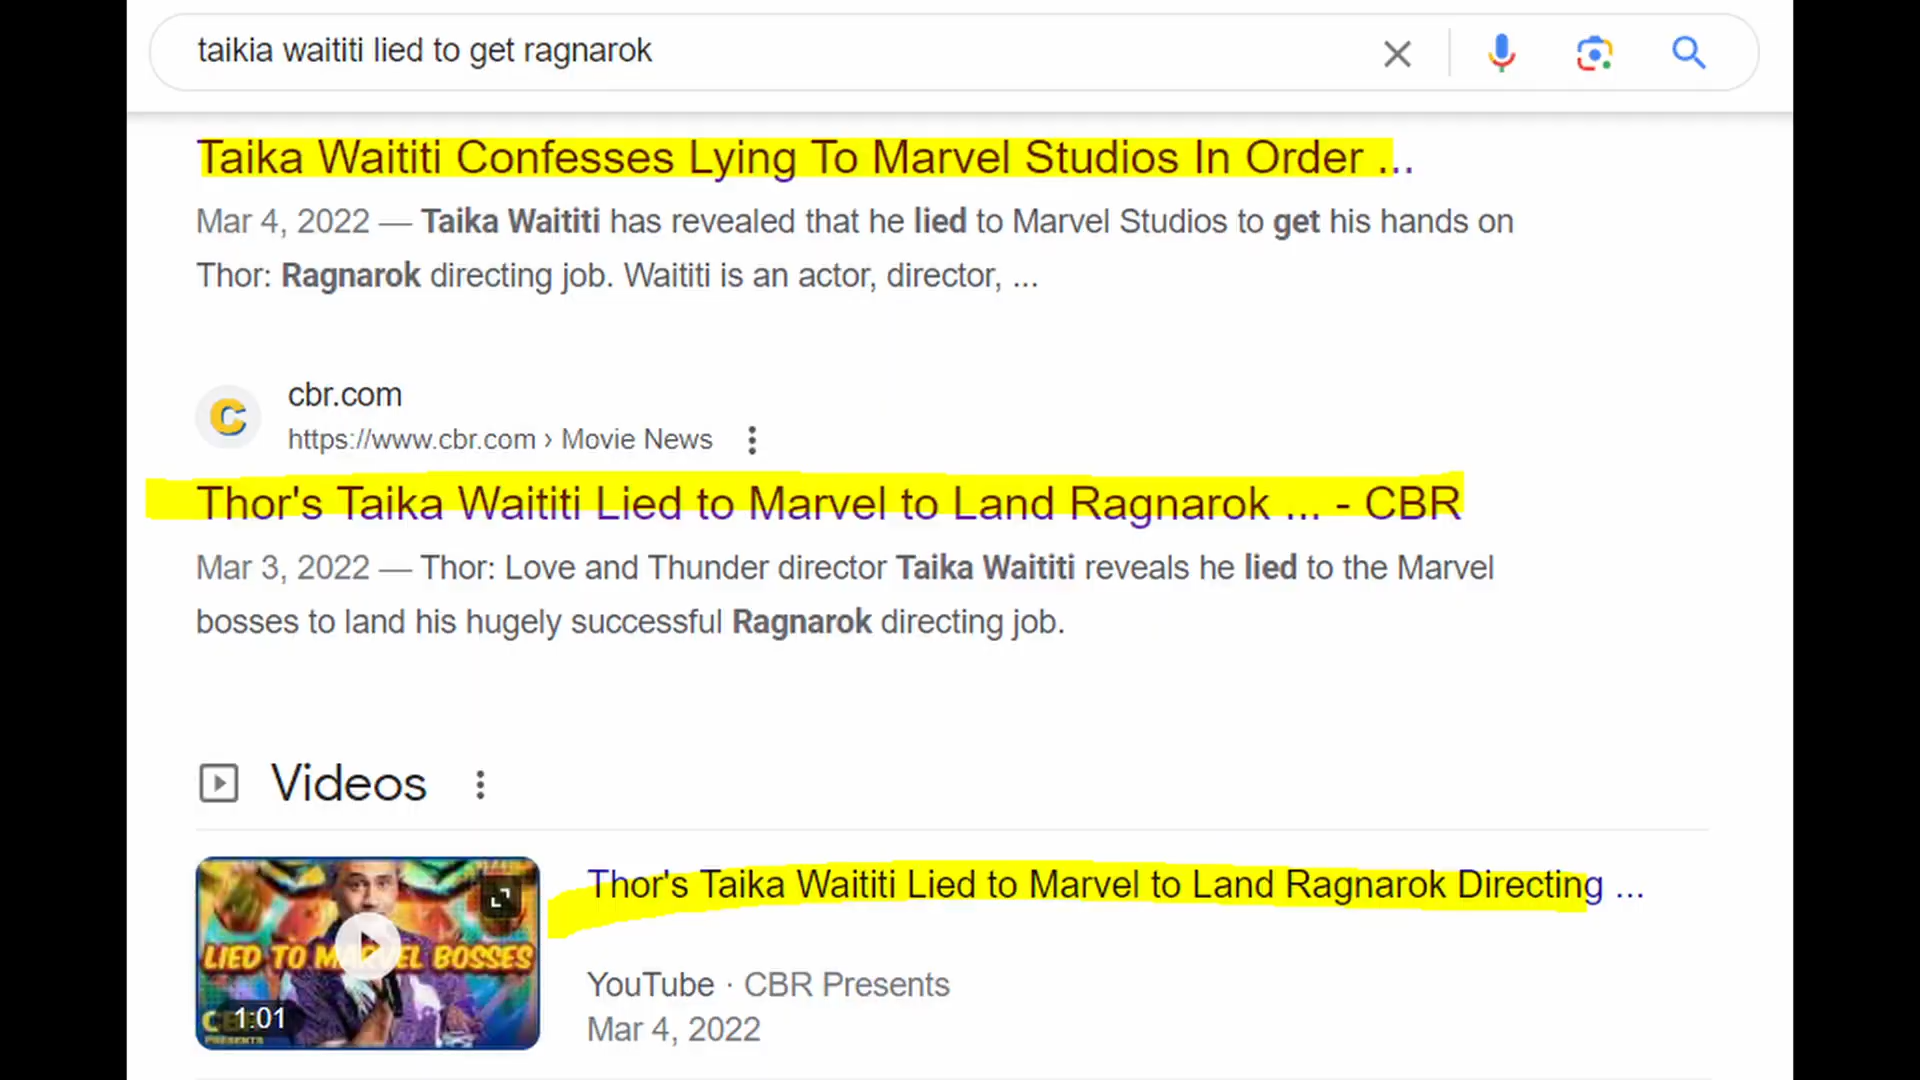 taikia waititi lied to get ragnarok
Taika Waititi Confesses Lying To Marvel Studios In Order ...
Mar 4, 2022 — Taika Waititi has revealed that he lied to Marvel Studios to get his hands on
Thor: Ragnarok directing job. Waititi is an actor, director, ...
cbr.com
https://www.cbr.com › Movie News
Thor's Taika Waititi Lied to Marvel to Land Ragnarok ... - CBR
Mar 3, 2022 — Thor: Love and Thunder director Taika Waititi reveals he lied to the Marvel
bosses to land his hugely successful Ragnarok directing job.
Videos
Thor's Taika Waititi Lied to Marvel to Land Ragnarok Directing ...
LIED TO MARVEL BOSSES
1:01
PRESENTS
YouTube · CBR Presents
Mar 4, 2022